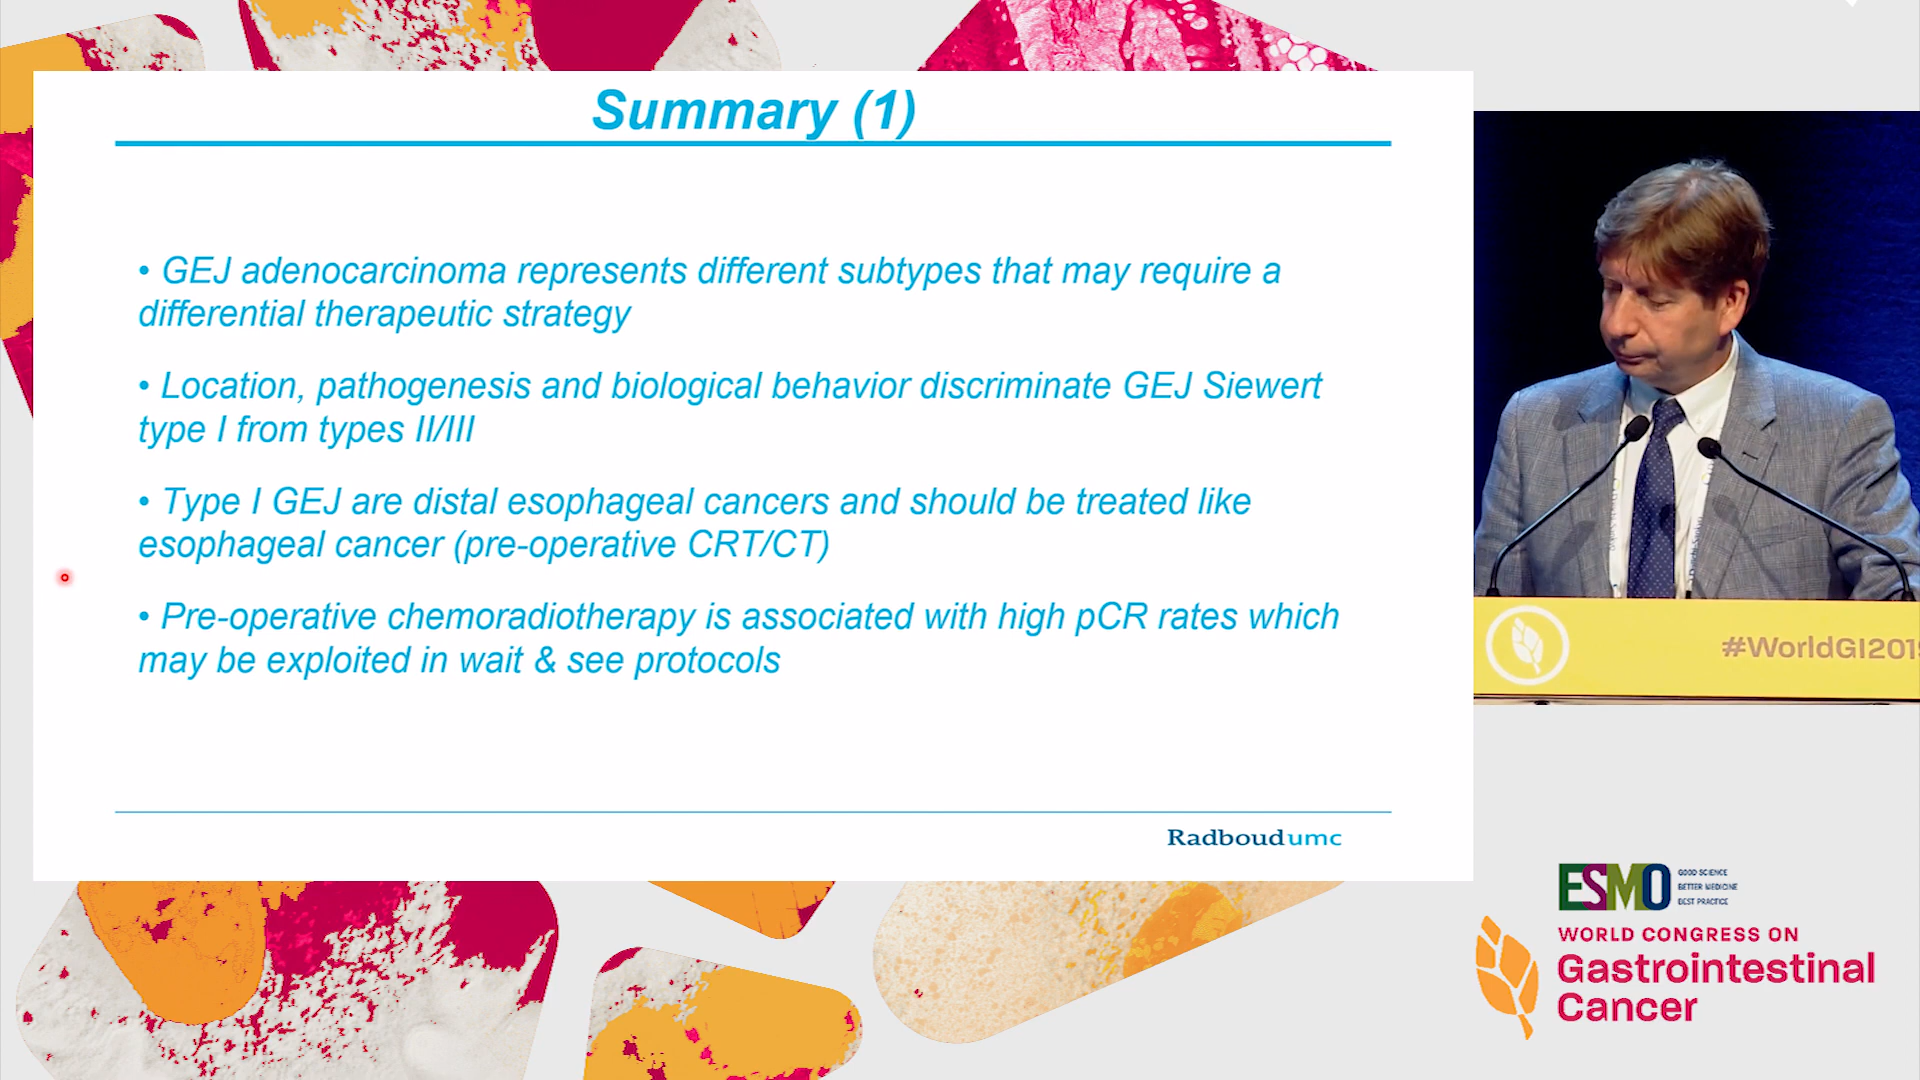 Summary (1)
• GEJ adenocarcinoma represents different subtypes that may require a
differential therapeutic strategy
• Location, pathogenesis and biological behavior discriminate GEJ Siewert
type I from types II/III
• Type I GEJ are distal esophageal cancers and should be treated like
esophageal cancer (pre-operative CRT/CT)
• Pre-operative chemoradiotherapy is associated with high pCR rates which
may be exploited in wait & see protocols
Radboudumc
#WorldGI2019
ESMO
GOOD SCIENCE
BETTER MEDICINE
BEST PRACTICE
WORLD CONGRESS ON
Gastrointestinal
Cancer